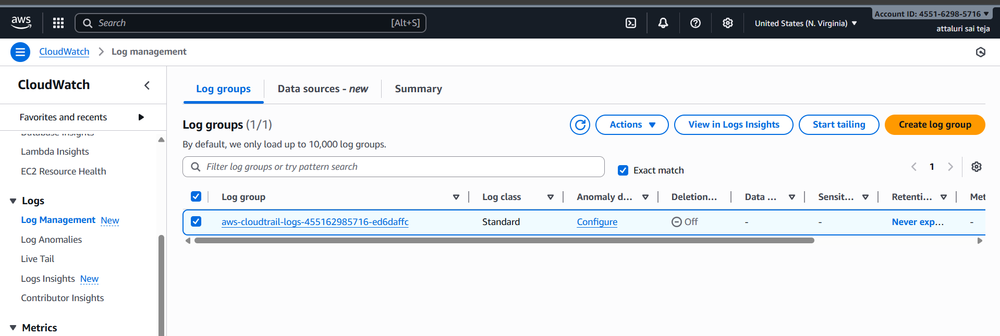 aws
Search
[Alt+S]
United States (N. Virginia)
Account ID: 4551-6298-5716
attaluri sai teja
CloudWatch
Log management
CloudWatch
Favorites and recents
Database Insights
Lambda Insights
EC2 Resource Health
Logs
Log Management New
Log Anomalies
Live Tail
Logs Insights New
Contributor Insights
Metrics
Log groups
Data sources - new
Summary
Log groups (1/1)
Actions
View in Logs Insights
Start tailing
Create log group
By default, we only load up to 10,000 log groups.
Filter log groups or try pattern search
Exact match
1
Log group
Log class
Anomaly d...
Deletion...
Data ...
Sensit...
Retenti...
Met
aws-cloudtrail-logs-455162985716-ed6daffc
Standard
Configure
Off
-
-
Never exp...
-